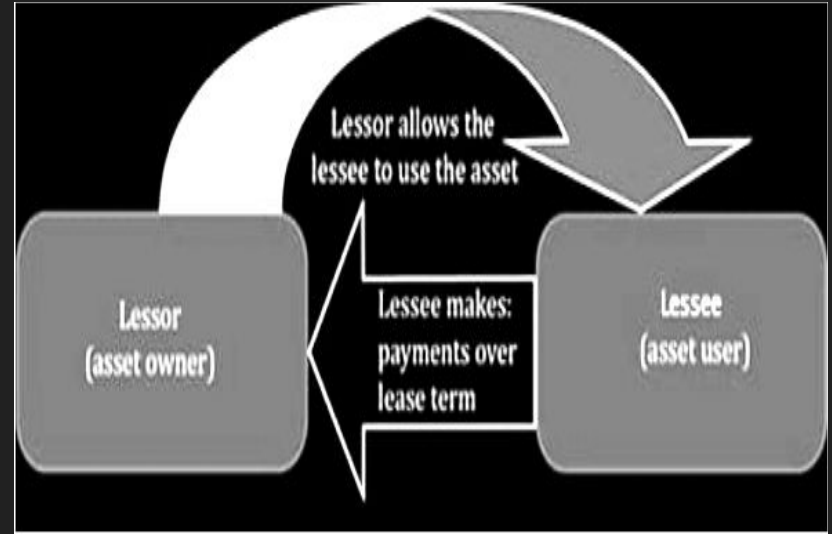 Lessor allows the
lessee to use the asset
Lessor
(asset owner)
Lessee makes:
payments over
lease term
Lessee
(asset user)